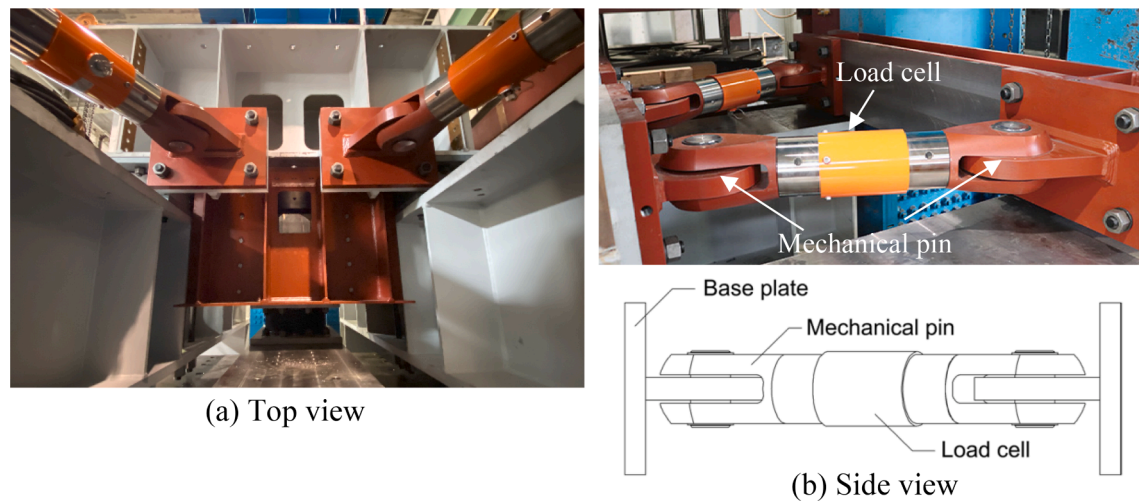 Load cell
Mechanical pin
Base plate
Mechanical pin
Load cell
(a) Top view
(b) Side view